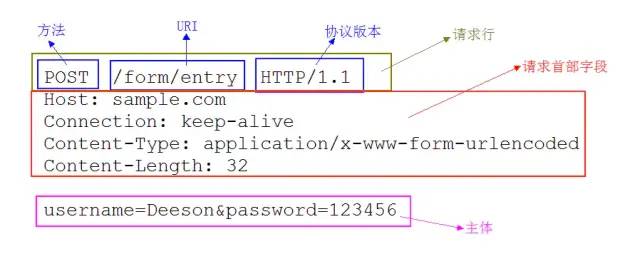 方法
URI
协议版本
请求行
POST /form/entry HTTP/1.1
请求首部字段
Host: sample.com
Connection: keep-alive
Content-Type: application/x-www-form-urlencoded
Content-Length: 32
username=Deeson&password=123456
主体